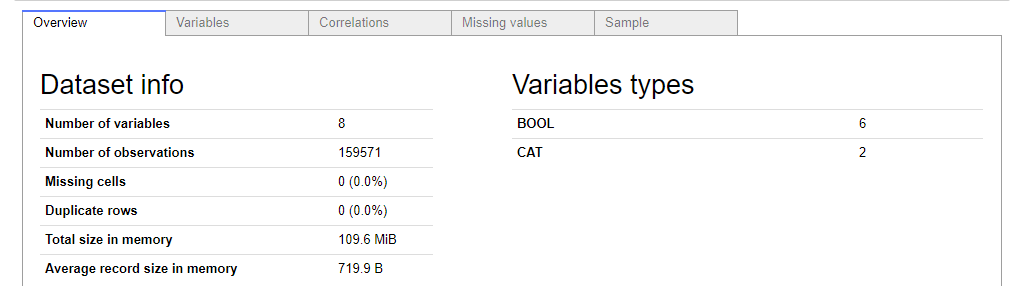 Overview Variables Correlations Missing values Sample
Dataset info
Number of variables 8
Number of observations 159571
Missing cells 0 (0.0%)
Duplicate rows 0 (0.0%)
Total size in memory 109.6 MiB
Average record size in memory 719.9 B
Variables types
BOOL 6
CAT 2